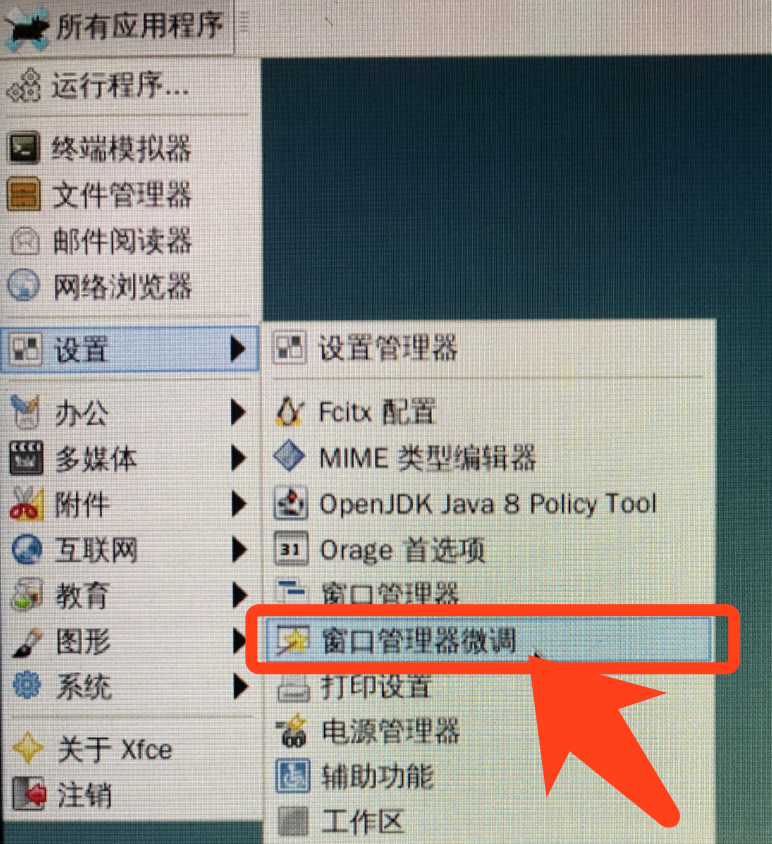 所有应用程序
运行程序...
终端模拟器
文件管理器
邮件阅读器
网络浏览器
设置
办公
多媒体
附件
互联网
教育
图形
系统
关于 Xfce
注销
设置管理器
Fcitx 配置
MIME 类型编辑器
OpenJDK Java 8 Policy Tool
31
Orage 首选项
窗口管理器
窗口管理器微调
打印设置
电源管理器
辅助功能
工作区